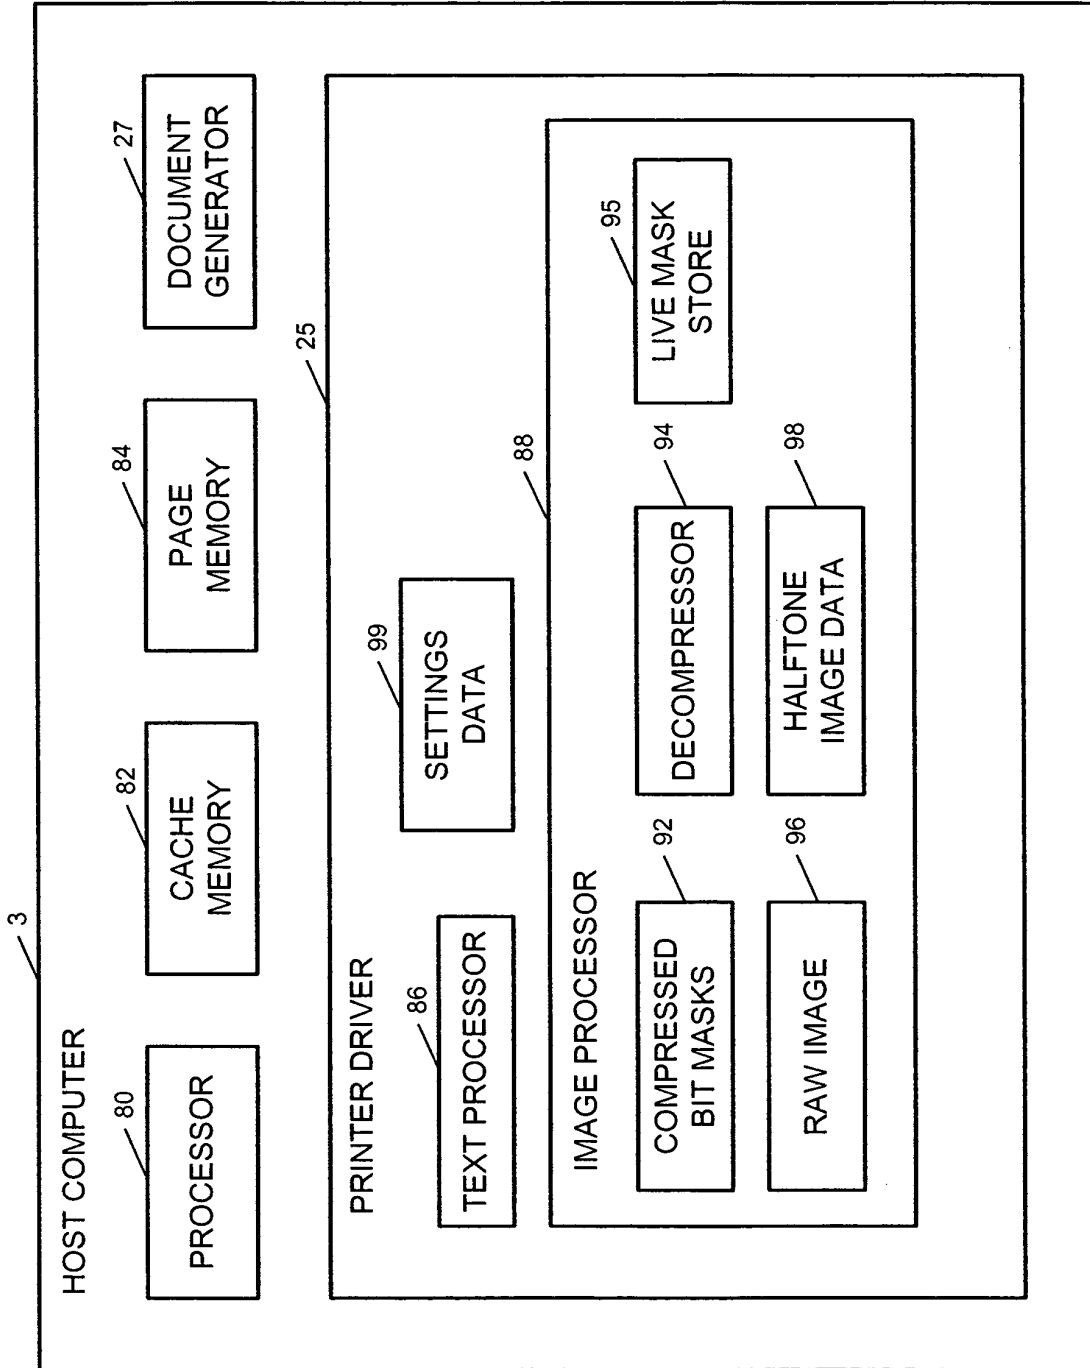 3
HOST COMPUTER
80
PROCESSOR
82
CACHE
MEMORY
84
PAGE
MEMORY
27
DOCUMENT
GENERATOR
25
PRINTER DRIVER
86
TEXT PROCESSOR
99
SETTINGS
DATA
88
IMAGE PROCESSOR
92
COMPRESSED
BIT MASKS
94
DECOMPRESSOR
95
LIVE MASK
STORE
96
RAW IMAGE
98
HALFTONE
IMAGE DATA